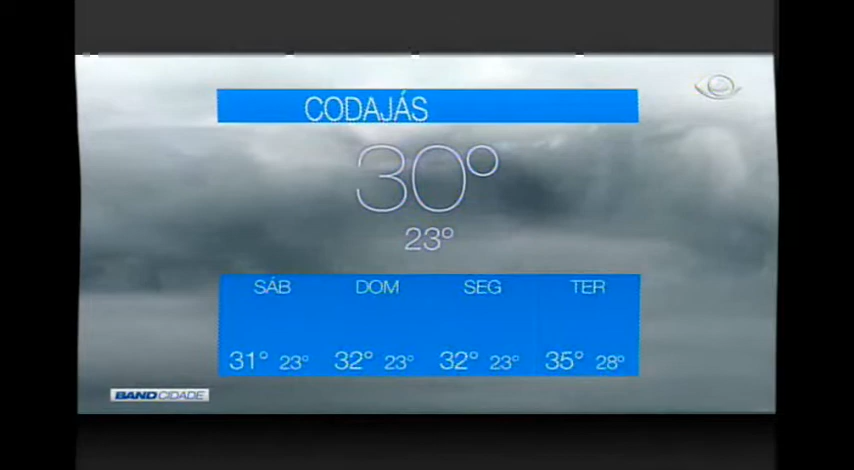 CODAJÁS
30°
23°
SÁB DOM SEG TER
31° 23° 32° 23° 32° 23° 35° 28°
BAND CIDADE